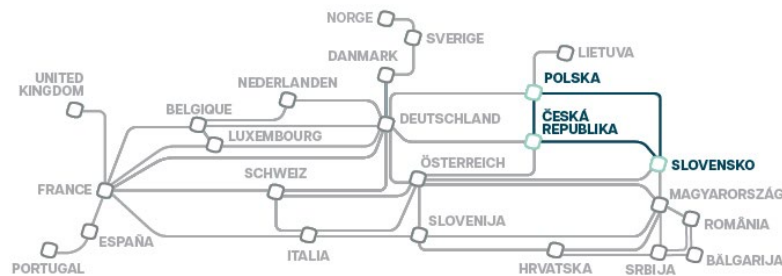 NORGE
SVERIGE
DANMARK
LIETUVA
UNITED
KINGDOM
NEDERLANDEN
POLSKA
BELGIQUE
DEUTSCHLAND
ČESKÁ
REPUBLIKA
LUXEMBOURG
SCHWEIZ
ÖSTERREICH
SLOVENSKO
FRANCE
MAGYARORSZÁG
ESPAÑA
ITALIA
SLOVENIJA
ROMÂNIA
PORTUGAL
HRVATSKA
SRBIJA
BĂLGARIJA